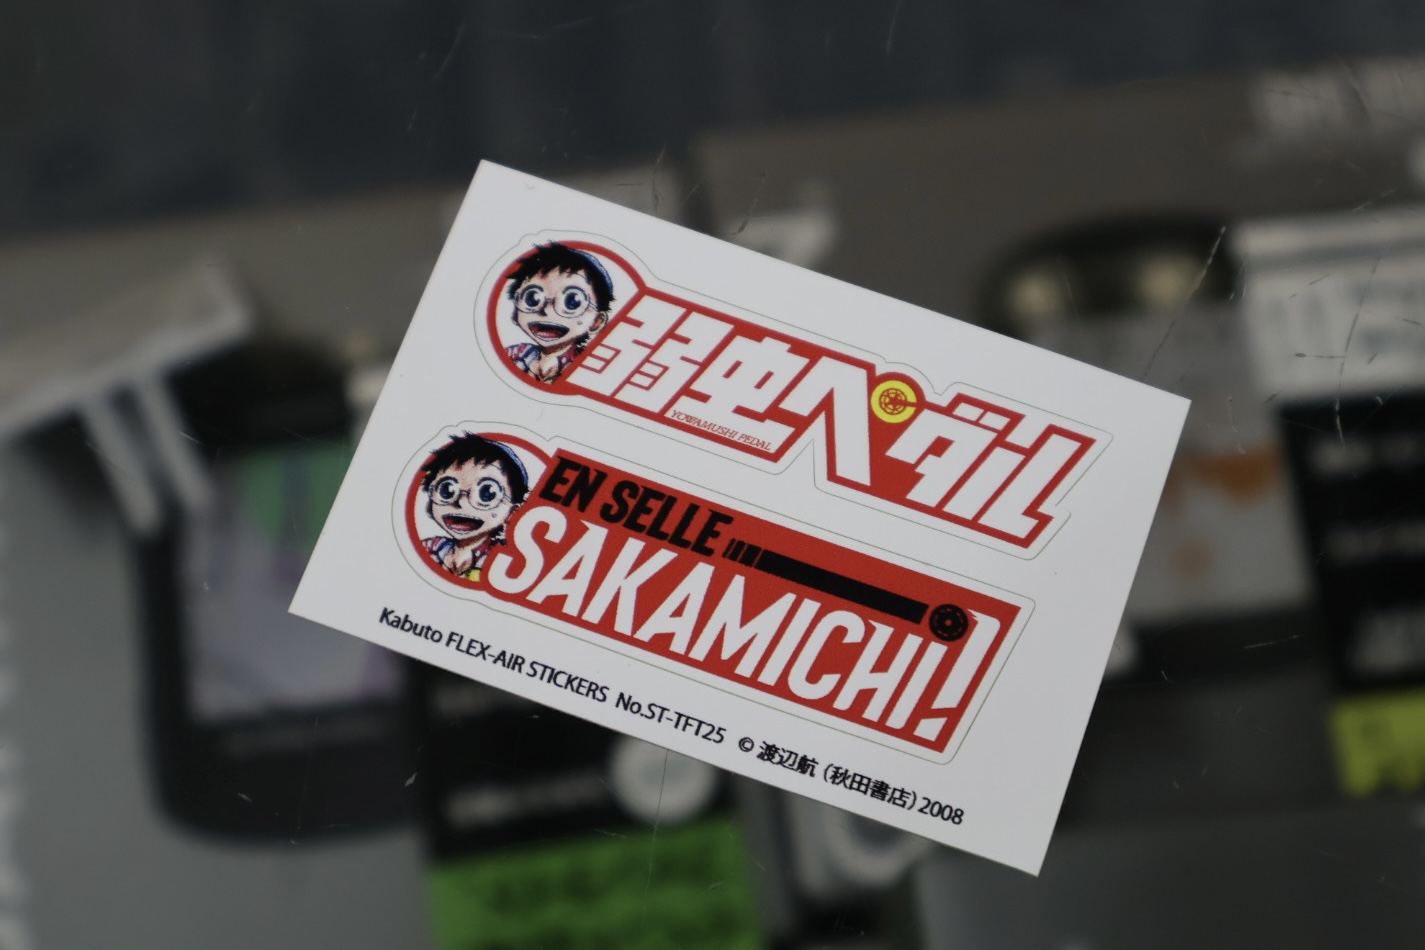 弱虫ペダル
YOWAMUSHI PEDAL
EN SELLE
SAKAMICHi!
Kabuto FLEX-AIR STICKERS No.ST-TFT25 © 渡辺航（秋田書店）2008